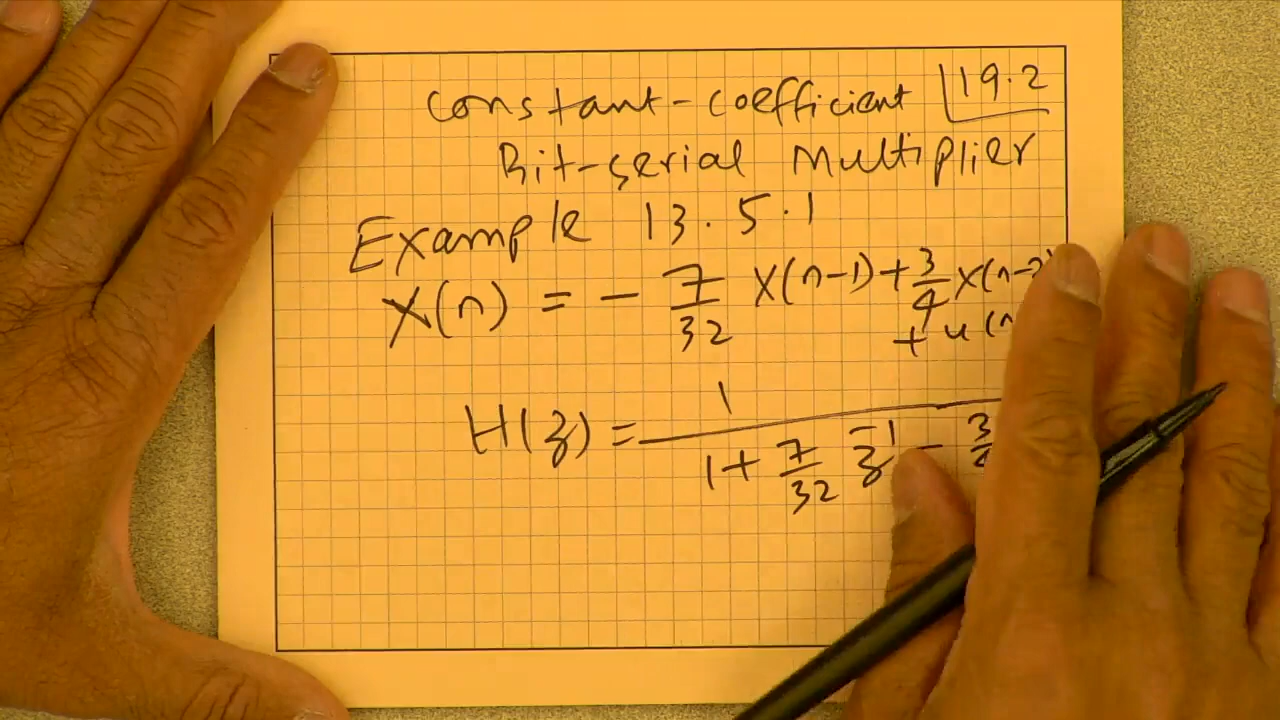 constant-coefficient 19.2
Bit-serial Multiplier
Example 13.5.1
X(n) = - 7/32 X(n-1) + 3/4 X(n-
+ u(n
H(z) = 1 / 1 + 7/32 z^-1 - 3/4